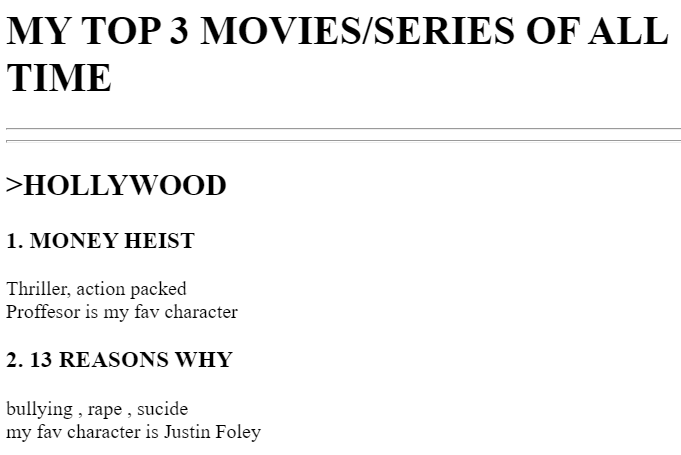 MY TOP 3 MOVIES/SERIES OF ALL
TIME
>HOLLYWOOD
1. MONEY HEIST
Thriller, action packed
Proffesor is my fav character
2. 13 REASONS WHY
bullying , rape , sucide
my fav character is Justin Foley